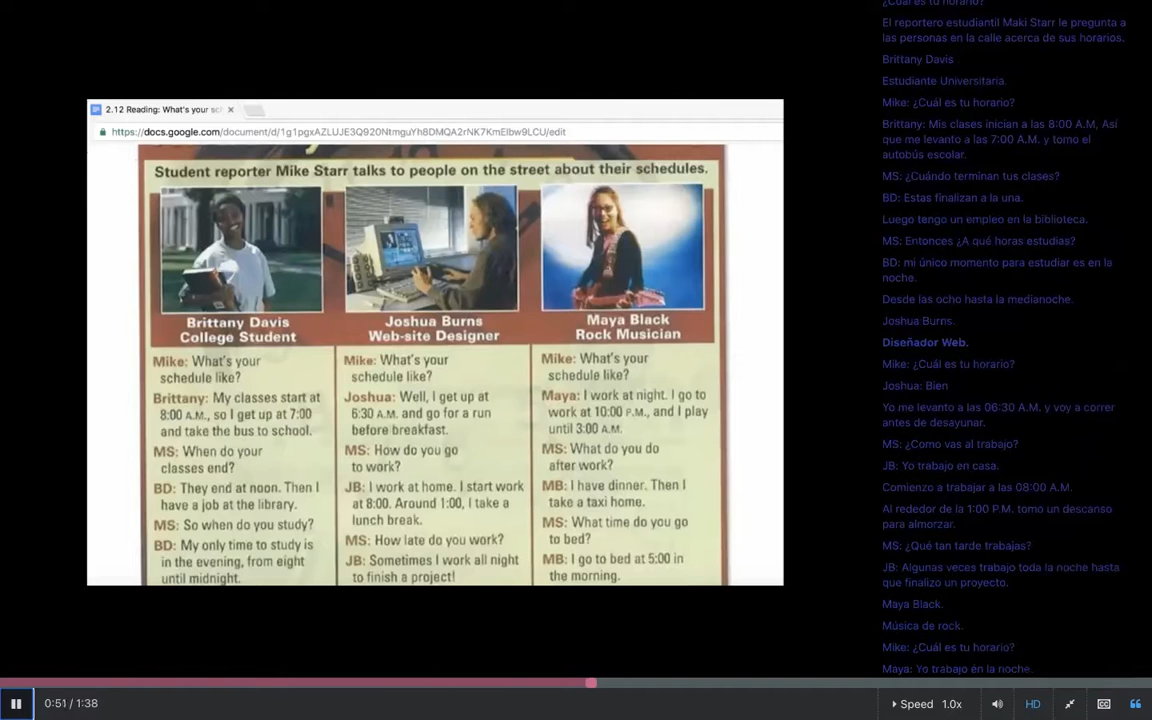 2.12 Reading: What's your sc
https://docs.google.com/document/d/1g1pgxAZLUJE3Q920NtmguYh8DMQA2rNK7KmEIbw9LCU/edit
Student reporter Mike Starr talks to people on the street about their schedules.
Brittany Davis
College Student
Mike: What's your
schedule like?
Brittany: My classes start at
8:00 A.M., so I get up at 7:00
and take the bus to school.
MS: When do your
classes end?
BD: They end at noon. Then I
have a job at the library.
MS: So when do you study?
BD: My only time to study is
in the evening, from eight
until midnight.
Joshua Burns
Web-site Designer
Mike: What's your
schedule like?
Joshua: Well, I get up at
6:30 A.M. and go for a run
before breakfast.
MS: How do you go
to work?
JB: I work at home. I start work
at 8:00. Around 1:00, I take a
lunch break.
MS: How late do you work?
JB: Sometimes I work all night
to finish a project!
Maya Black
Rock Musician
Mike: What's your
schedule like?
Maya: I work at night. I go to
work at 10:00 P.M., and I play
until 3:00 A.M.
MS: What do you do
after work?
MB: I have dinner. Then I
take a taxi home.
MS: What time do you go
to bed?
MB: I go to bed at 5:00 in
the morning.
¿Cuál es tu horario?
El reportero estudiantil Maki Starr le pregunta a
las personas en la calle acerca de sus horarios.
Brittany Davis
Estudiante Universitaria.
Mike: ¿Cuál es tu horario?
Brittany: Mis clases inician a las 8:00 A.M, Así
que me levanto a las 7:00 A.M. y tomo el
autobús escolar.
MS: ¿Cuándo terminan tus clases?
BD: Estas finalizan a la una.
Luego tengo un empleo en la biblioteca.
MS: Entonces ¿A qué horas estudias?
BD: mi único momento para estudiar es en la
noche.
Desde las ocho hasta la medianoche.
Joshua Burns.
Diseñador Web.
Mike: ¿Cuál es tu horario?
Joshua: Bien
Yo me levanto a las 06:30 A.M. y voy a correr
antes de desayunar.
MS: ¿Como vas al trabajo?
JB: Yo trabajo en casa.
Comienzo a trabajar a las 08:00 A.M.
Al rededor de la 1:00 P.M. tomo un descanso
para almorzar.
MS: ¿Qué tan tarde trabajas?
JB: Algunas veces trabajo toda la noche hasta
que finalizo un proyecto.
Maya Black.
Música de rock.
Mike: ¿Cuál es tu horario?
Maya: Yo trabajo én la noche.
0:51 / 1:38
Speed 1.0x
HD
CC